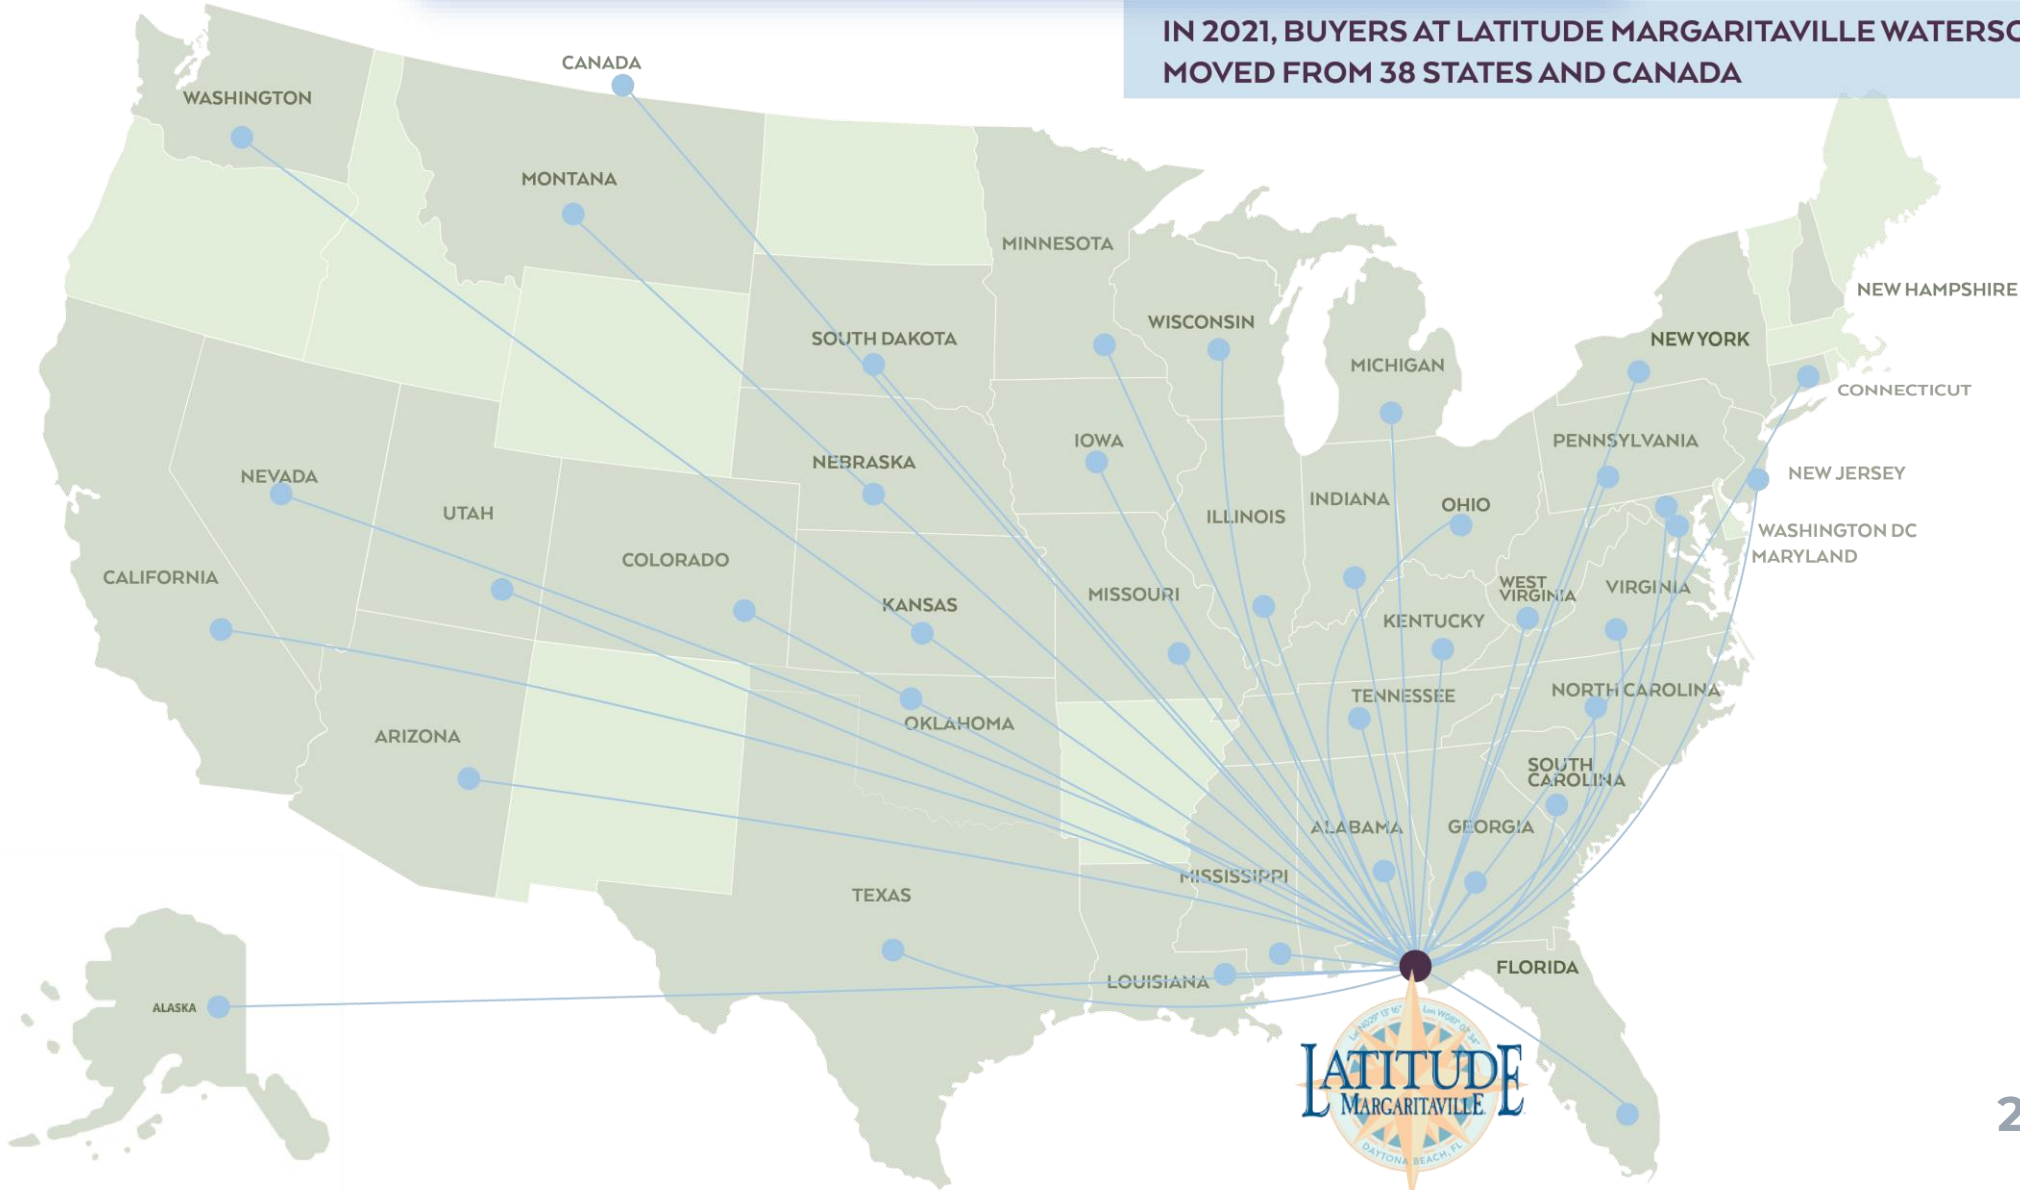 IN 2021, BUYERS AT LATITUDE MARGARITAVILLE
MOVED FROM 38 STATES AND CANADA
CANADA
WASHINGTON
MONTANA
MINNESOTA
NEW HAMPSHIRE
SOUTH DAKOTA
WISCONSIN
NEW YORK
MICHIGAN
CONNECTICUT
IOWA
PENNSYLVANIA
NEBRASKA
NEW JERSEY
NEVADA
INDIANA
OHIO
UTAH
ILLINOIS
WASHINGTON DC
MARYLAND
COLORADO
CALIFORNIA
MISSOURI
WEST
VIRGINIA
VIRGINIA
KANSAS
KENTUCKY
TENNESSEE
NORTH CAROLINA
OKLAHOMA
ARIZONA
SOUTH
CAROLINA
ALABAMA
GEORGIA
MISSISSIPPI
TEXAS
FLORIDA
LOUISIANA
ALASKA
LATITUDE
MARGARITAVILLE
DAYTONA BEACH, FL
2